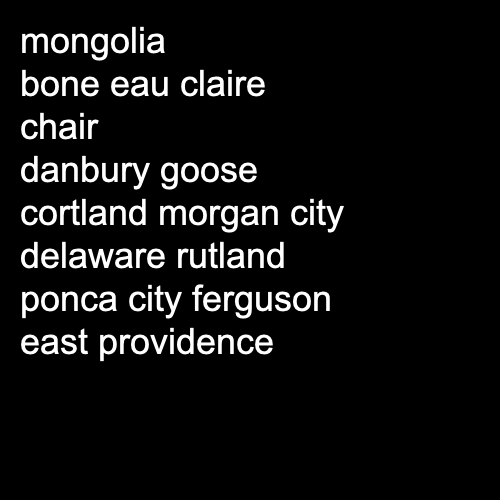 mongolia
bone eau claire
chair
danbury goose
cortland morgan city
delaware rutland
ponca city ferguson
east providence